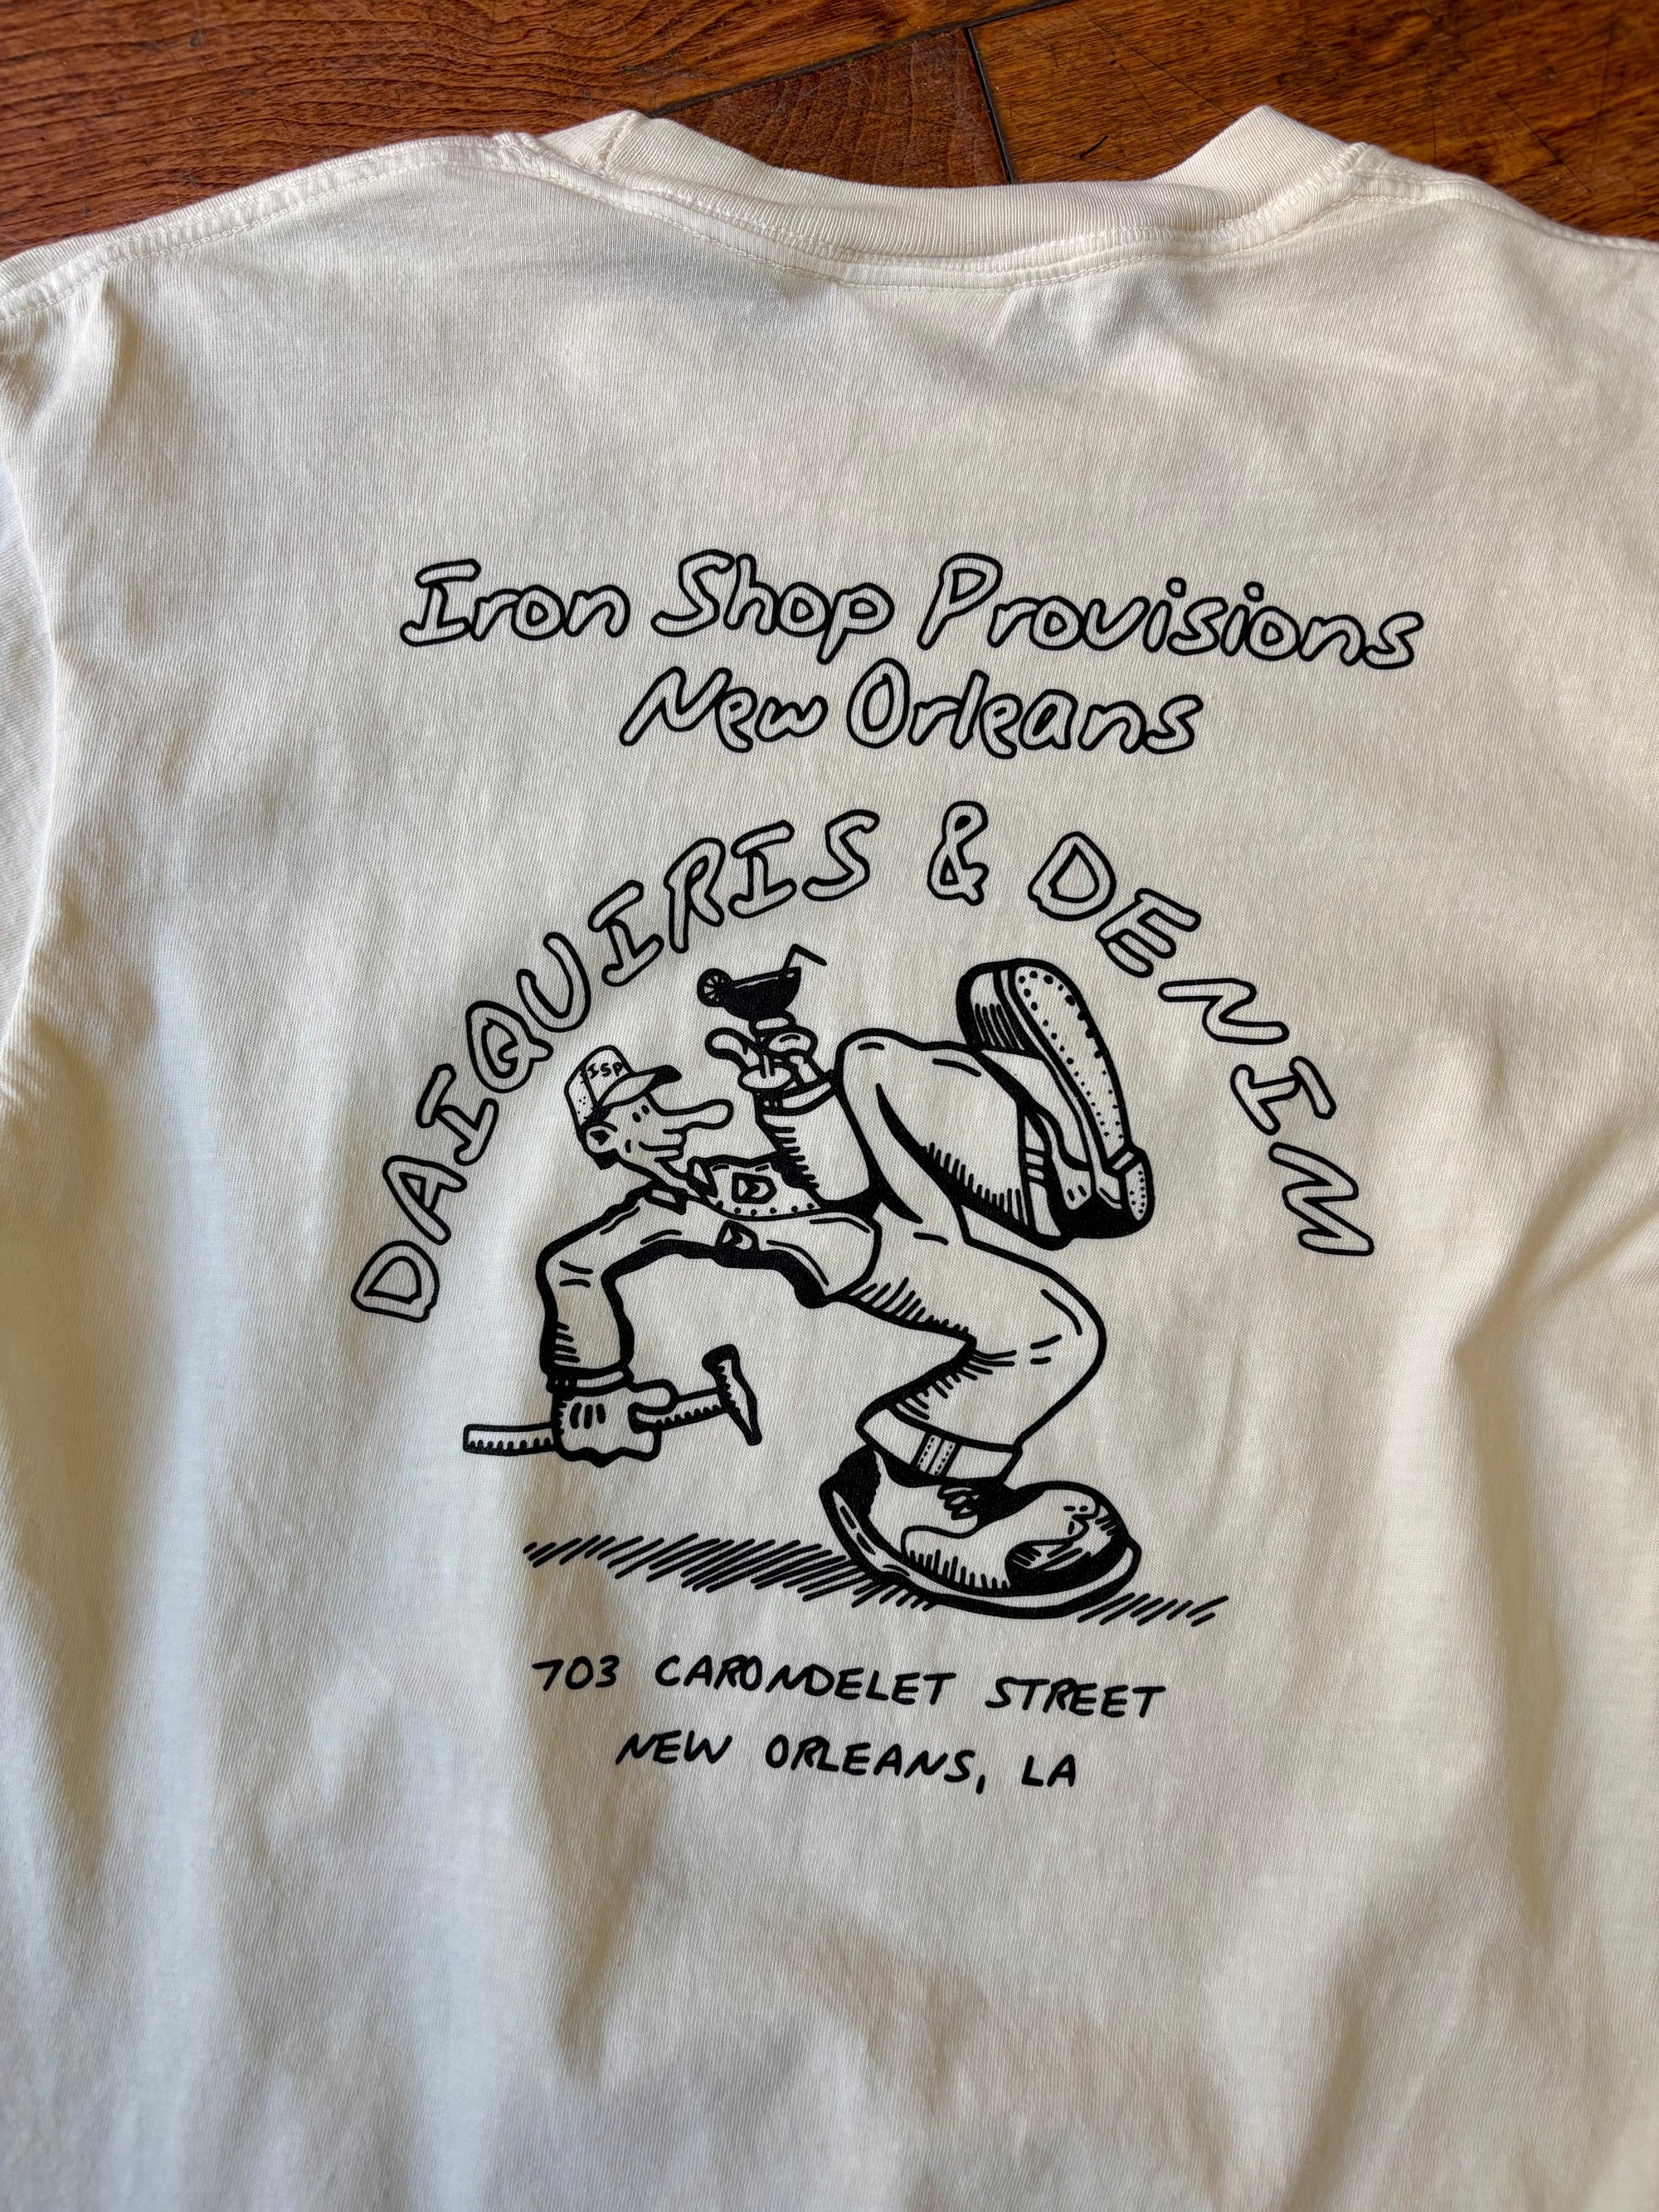 Iron Shop Provisions
New Orleans
DAIQUIRIS & DENIM
ISP
703 CARONDELET STREET
NEW ORLEANS, LA